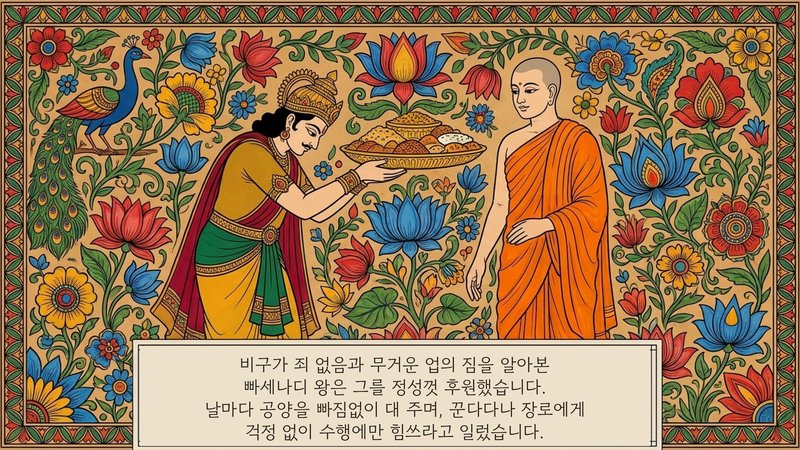 비구가 죄 없음과 무거운 업의 짐을 알아본
빠세나디 왕은 그를 정성껏 후원했습니다.
날마다 공양을 빠짐없이 대 주며, 꾼다다나 장로에게
걱정 없이 수행에만 힘쓰라고 일렀습니다.